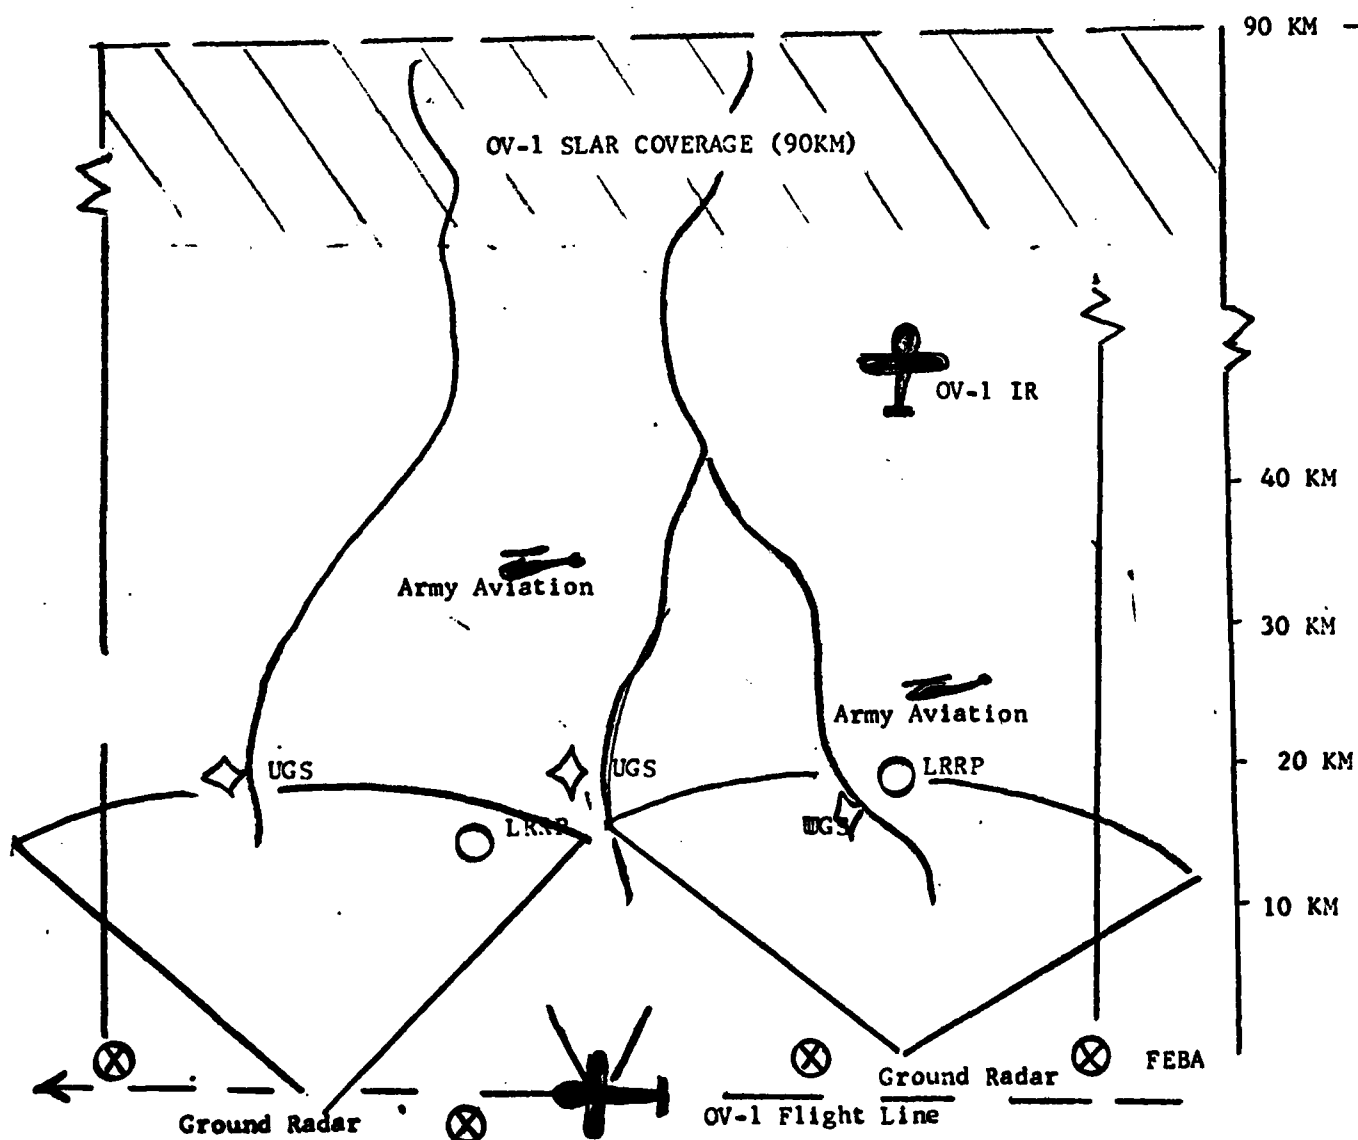 90 KM
OV-1 SLAR COVERAGE (90KM)
OV-1 IR
40 KM
Army Aviation
30 KM
Army Aviation
UGS
UGS
LRRP
20 KM
LRRP
UGS
10 KM
FEBA
Ground Radar
OV-1 Flight Line
Ground Radar